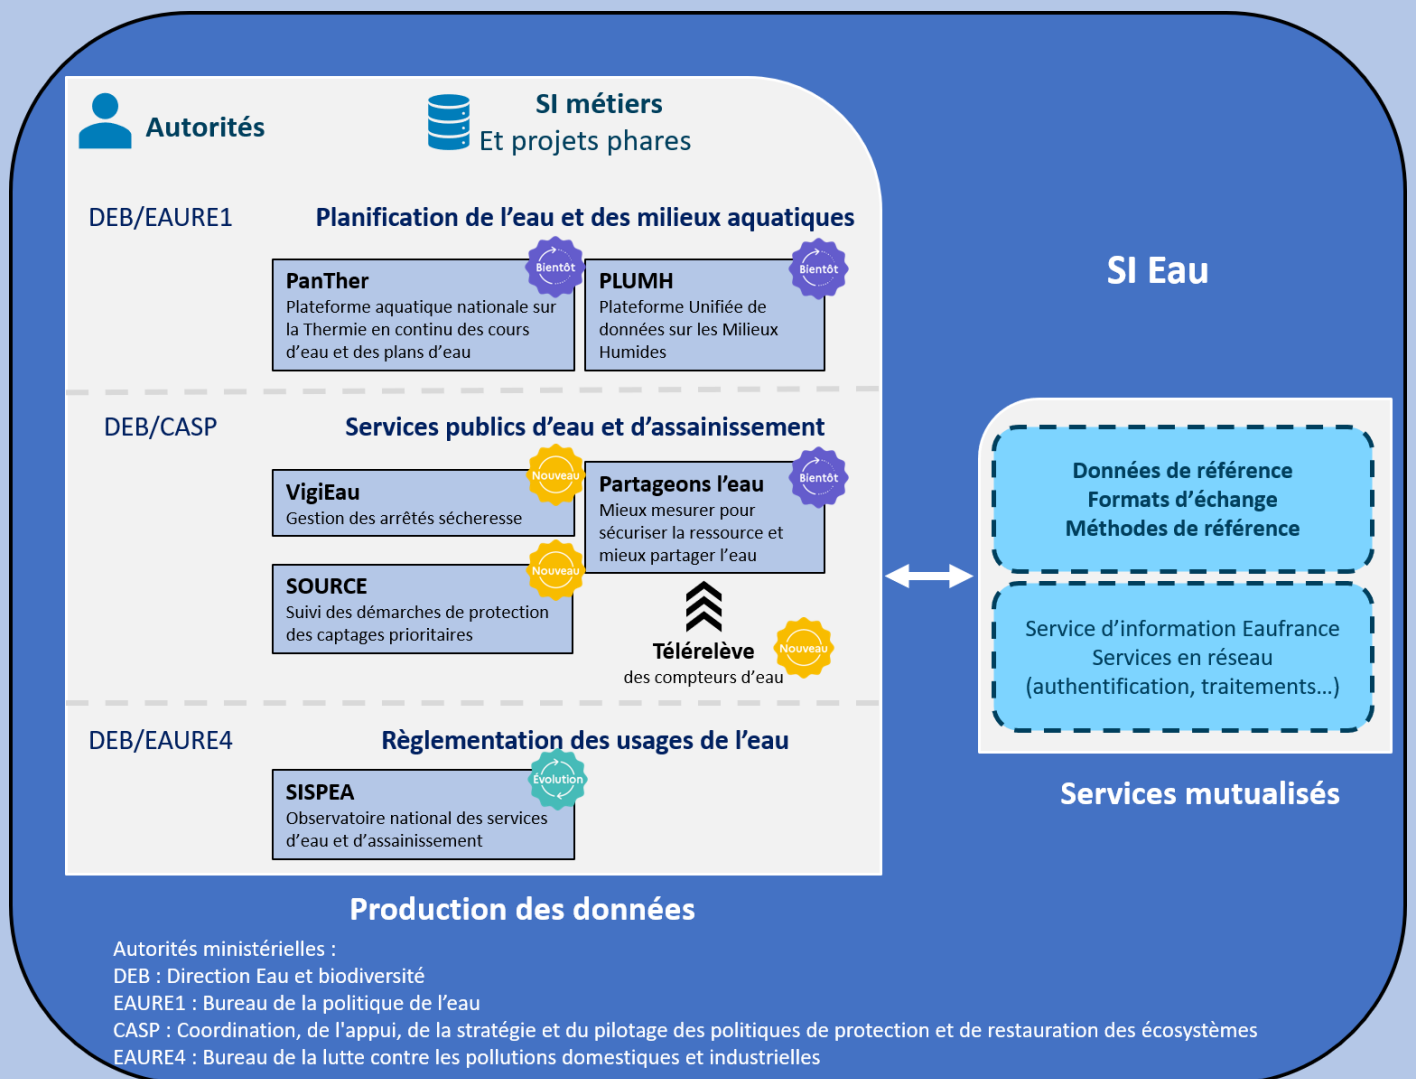 Autorités
SI métiers
Et projets phares
DEB/EAURE1
Planification de l’eau et des milieux aquatiques
Bientôt
PanTher
Plateforme aquatique nationale sur
la Thermie en continu des cours
d’eau et des plans d’eau
Bientôt
PLUMH
Plateforme Unifiée de
données sur les Milieux
Humides
DEB/CASP
Services publics d’eau et d’assainissement
Nouveau
VigiEau
Gestion des arrêtés sécheresse
Bientôt
Partageons l’eau
Mieux mesurer pour
sécuriser la ressource et
mieux partager l’eau
Nouveau
SOURCE
Suivi des démarches de protection
des captages prioritaires
Nouveau
Télérelève
des compteurs d’eau
DEB/EAURE4
Règlementation des usages de l’eau
Évolution
SISPEA
Observatoire national des services
d’eau et d’assainissement
Production des données
SI Eau
Données de référence
Formats d’échange
Méthodes de référence
Service d’information Eaufrance
Services en réseau
(authentification, traitements…)
Services mutualisés
Autorités ministérielles :
DEB : Direction Eau et biodiversité
EAURE1 : Bureau de la politique de l’eau
CASP : Coordination, de l'appui, de la stratégie et du pilotage des politiques de protection et de restauration des écosystèmes
EAURE4 : Bureau de la lutte contre les pollutions domestiques et industrielles